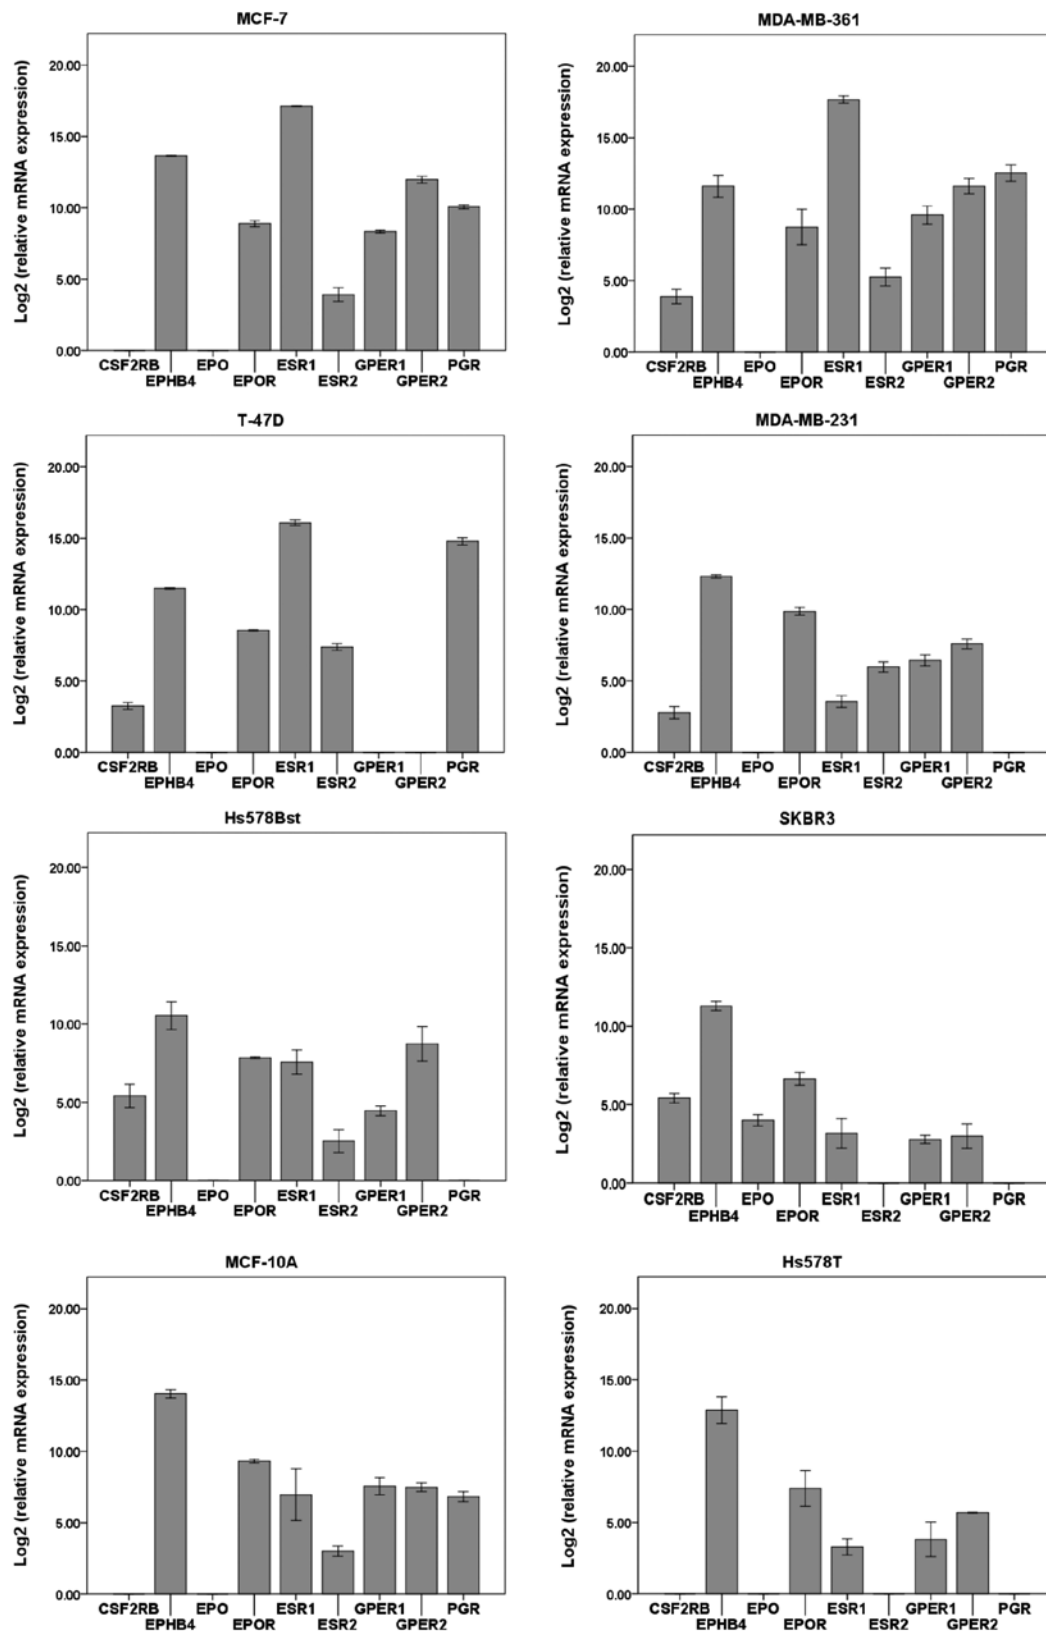 MCF-7
Log2 (relative mRNA expression)
20.00
15.00
10.00
5.00
0.00
CSF2RB EPO ESR1 GPER1 PGR
EPHB4 EPOR ESR2 GPER2
MDA-MB-361
Log2 (relative mRNA expression)
20.00
15.00
10.00
5.00
0.00
CSF2RB EPO ESR1 GPER1 PGR
EPHB4 EPOR ESR2 GPER2
T-47D
Log2 (relative mRNA expression)
20.00
15.00
10.00
5.00
0.00
CSF2RB EPO ESR1 GPER1 PGR
EPHB4 EPOR ESR2 GPER2
MDA-MB-231
Log2 (relative mRNA expression)
20.00
15.00
10.00
5.00
0.00
CSF2RB EPO ESR1 GPER1 PGR
EPHB4 EPOR ESR2 GPER2
Hs578Bst
Log2 (relative mRNA expression)
20.00
15.00
10.00
5.00
0.00
CSF2RB EPO ESR1 GPER1 PGR
EPHB4 EPOR ESR2 GPER2
SKBR3
Log2 (relative mRNA expression)
20.00
15.00
10.00
5.00
0.00
CSF2RB EPO ESR1 GPER1 PGR
EPHB4 EPOR ESR2 GPER2
MCF-10A
Log2 (relative mRNA expression)
20.00
15.00
10.00
5.00
0.00
CSF2RB EPO ESR1 GPER1 PGR
EPHB4 EPOR ESR2 GPER2
Hs578T
Log2 (relative mRNA expression)
20.00
15.00
10.00
5.00
0.00
CSF2RB EPO ESR1 GPER1 PGR
EPHB4 EPOR ESR2 GPER2